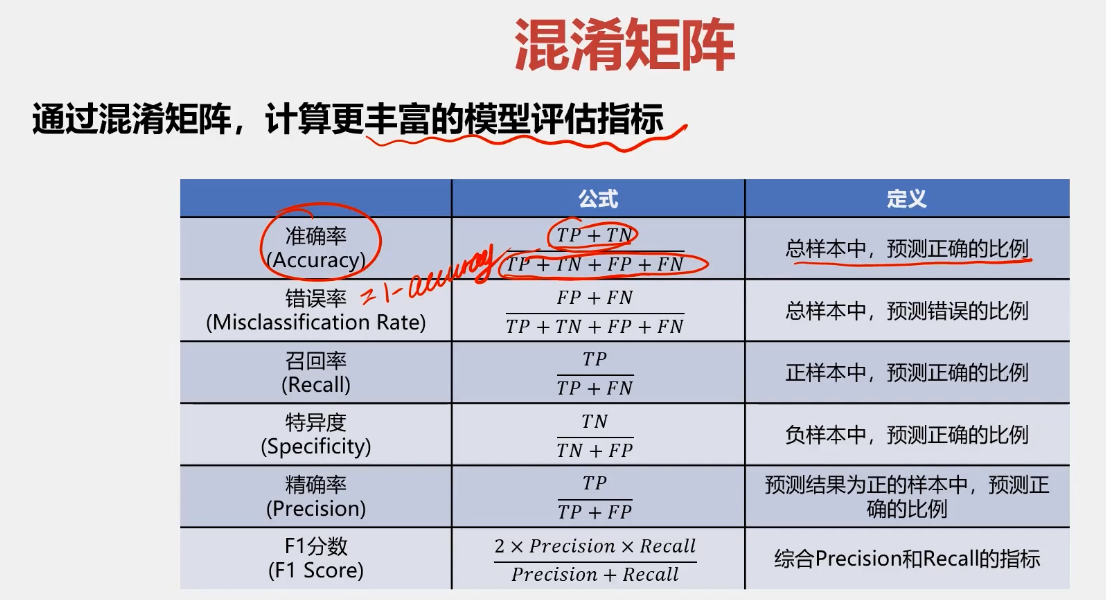 混淆矩阵
通过混淆矩阵，计算更丰富的模型评估指标
公式 定义
准确率
(Accuracy)
TP + TN
TP + TN + FP + FN
总样本中，预测正确的比例
= 1 - accuracy
错误率
(Misclassification Rate)
FP + FN
TP + TN + FP + FN
总样本中，预测错误的比例
召回率
(Recall)
TP
TP + FN
正样本中，预测正确的比例
特异度
(Specificity)
TN
TN + FP
负样本中，预测正确的比例
精确率
(Precision)
TP
TP + FP
预测结果为正的样本中，预测正
确的比例
F1分数
(F1 Score)
2 × Precision × Recall
Precision + Recall
综合Precision和Recall的指标